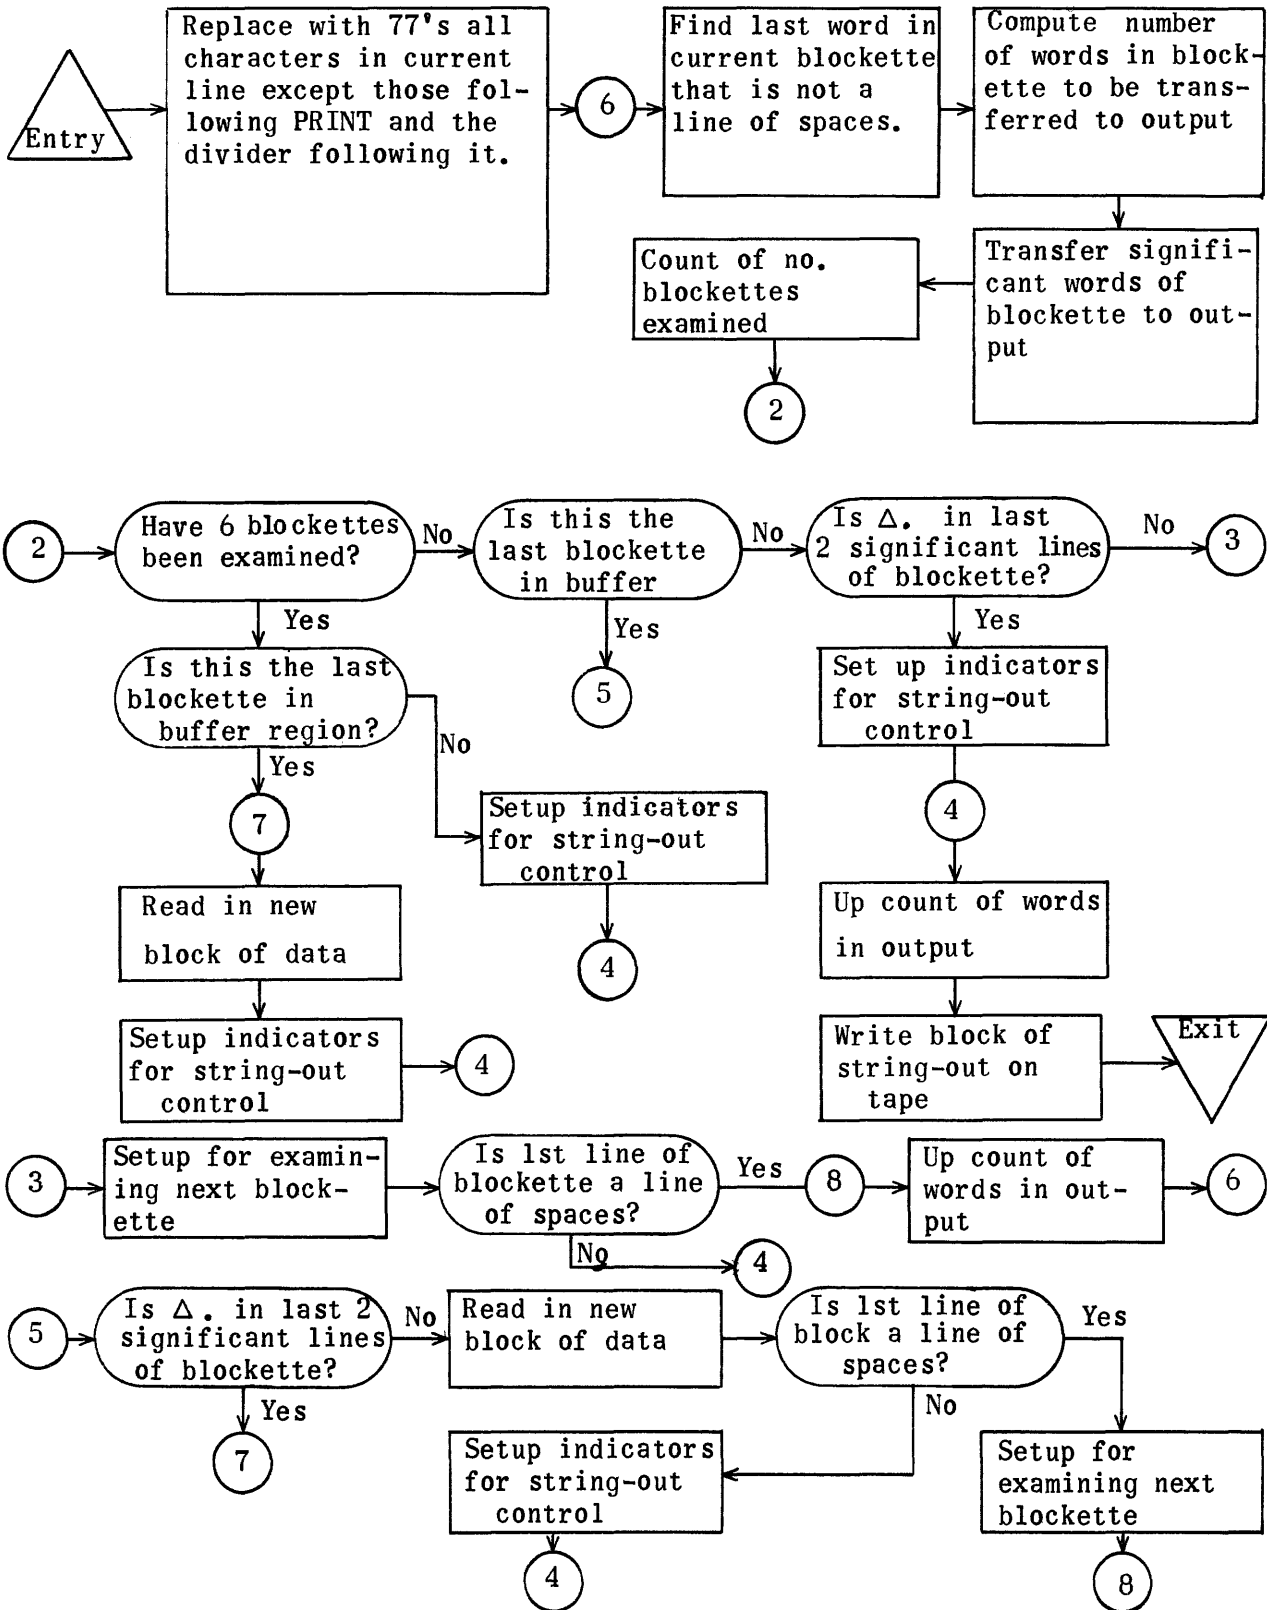 Entry
Replace with 77's all
characters in current
line except those fol-
lowing PRINT and the
divider following it.
6
Find last word in
current blockette
that is not a
line of spaces.
Compute number
of words in block-
ette to be trans-
ferred to output
Transfer signifi-
cant words of
blockette to out-
put
Count of no.
blockettes
examined
2
2
Have 6 blockettes
been examined?
No
Is this the
last blockette
in buffer
No
Is Δ. in last
2 significant lines
of blockette?
No
3
Yes
Is this the last
blockette in
buffer region?
No
Yes
7
Read in new
block of data
Setup indicators
for string-out
control
4
Setup indicators
for string-out
control
4
Yes
5
Yes
Set up indicators
for string-out
control
4
Up count of words
in output
Write block of
string-out on
tape
Exit
3
Setup for examin-
ing next block-
ette
Is 1st line of
blockette a line
of spaces?
Yes
8
Up count of
words in out-
put
6
No
4
5
Is Δ. in last 2
significant lines
of blockette?
No
Read in new
block of data
Is 1st line of
block a line of
spaces?
Yes
Yes
7
No
Setup indicators
for string-out
control
4
Setup for
examining next
blockette
8